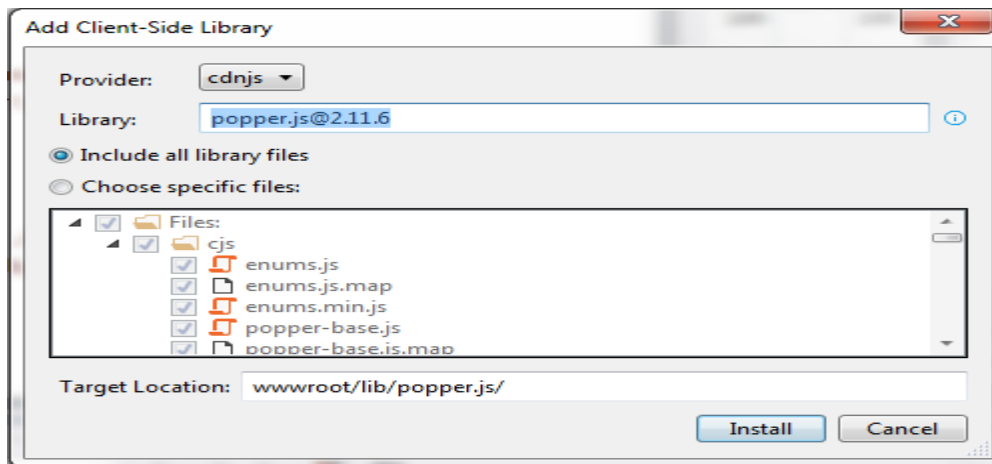 Add Client-Side Library
Provider: cdnjs
Library: popper.js@2.11.6
Include all library files
Choose specific files:
Files:
cjs
enums.js
enums.js.map
enums.min.js
popper-base.js
popper-base.js.map
Target Location: wwwroot/lib/popper.js/
Install Cancel